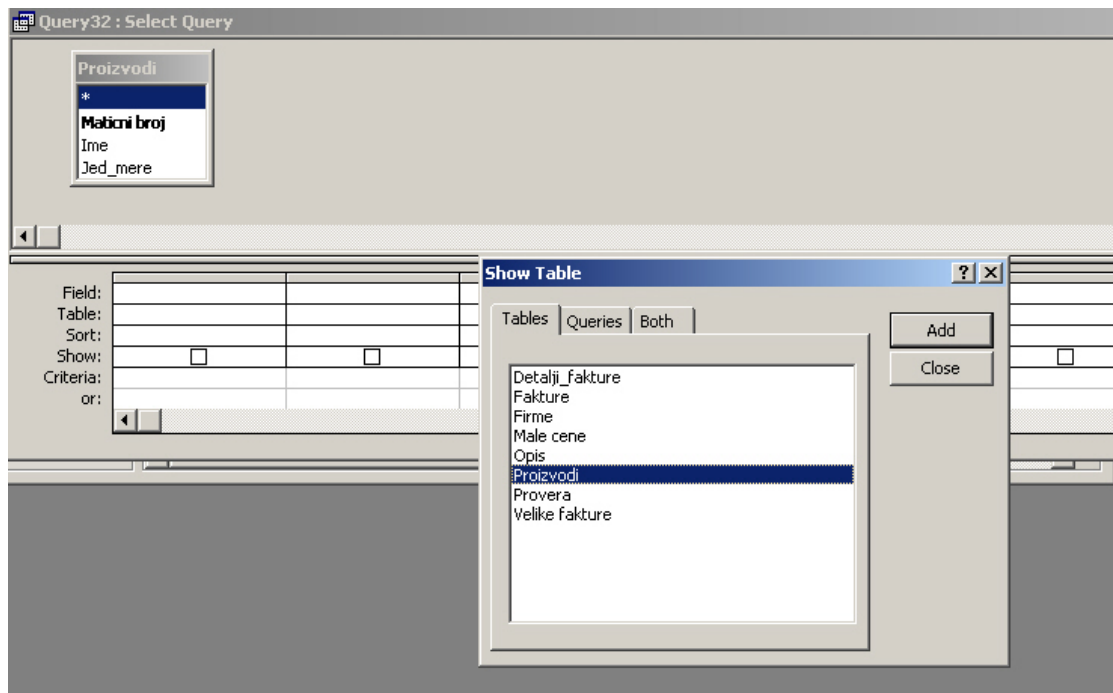 Query32 : Select Query
Proizvodi
*
Maticni broj
Ime
Jed_mere
Field:
Table:
Sort:
Show:
Criteria:
or:
Show Table
Tables Queries Both
Detalji_fakture
Fakture
Firme
Male cene
Opis
Proizvodi
Provera
Velike fakture
Add
Close